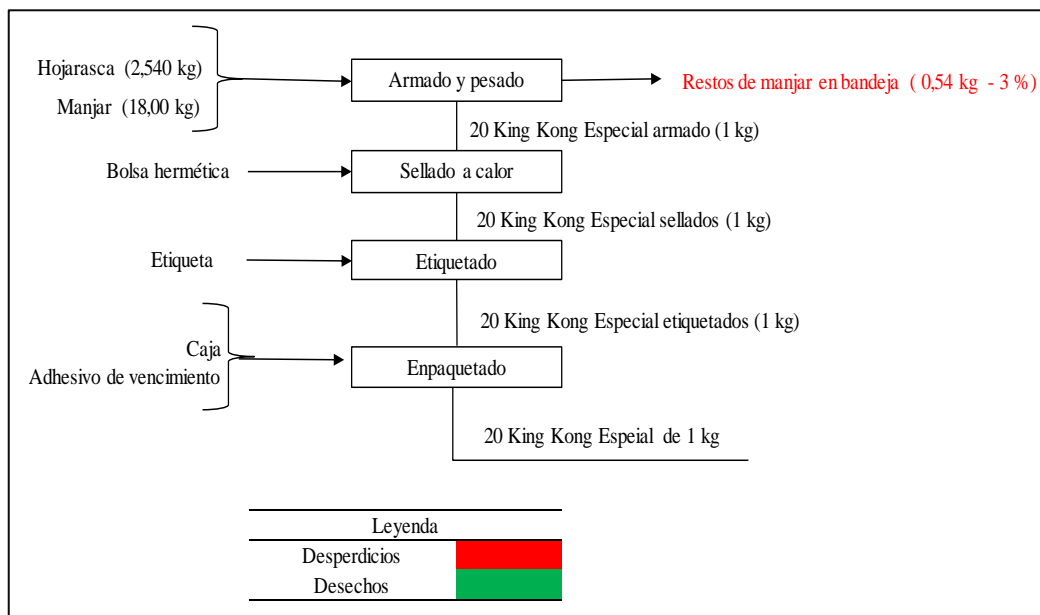 Hojarasca (2,540 kg)
Manjar (18,00 kg)
Armado y pesado
Restos de manjar en bandeja ( 0,54 kg - 3 %)
20 King Kong Especial armado (1 kg)
Bolsa hermética
Sellado a calor
20 King Kong Especial sellados (1 kg)
Etiqueta
Etiquetado
20 King Kong Especial etiquetados (1 kg)
Caja
Adhesivo de vencimiento
Enpaquetado
20 King Kong Espeial de 1 kg
Leyenda
Desperdicios
Desechos